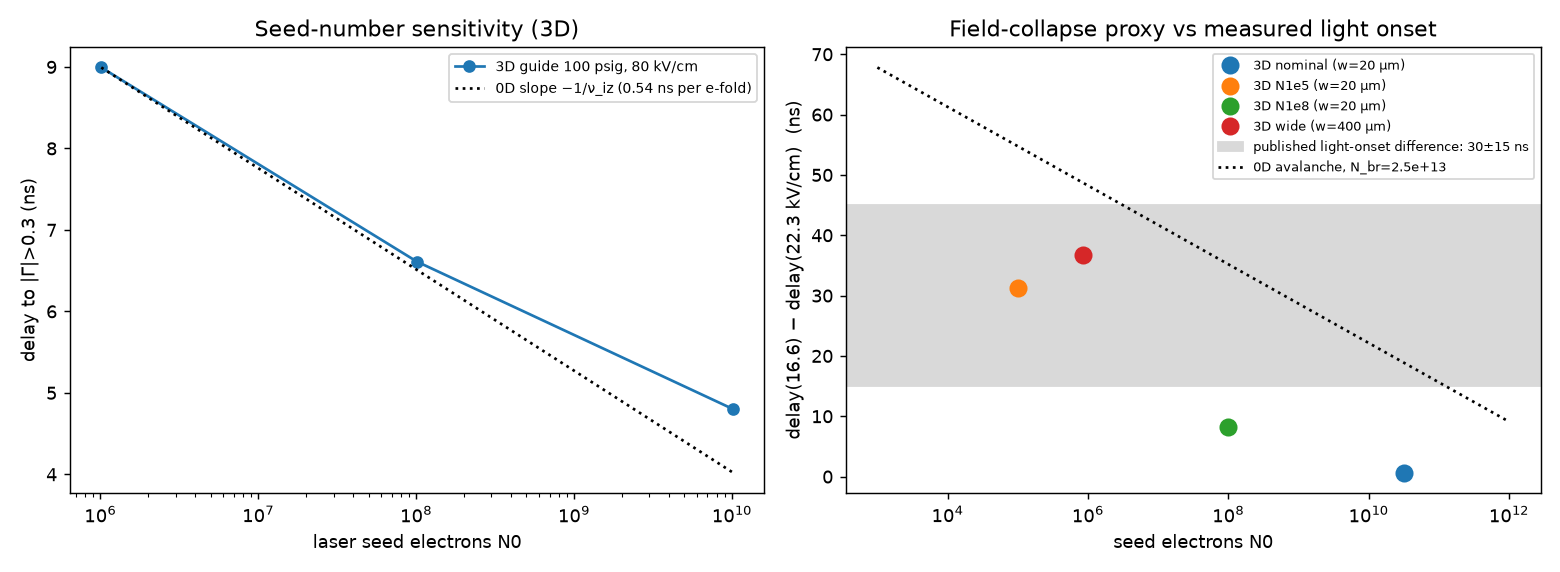 Seed-number sensitivity (3D)
3D guide 100 psig, 80 kV/cm
0D slope −1/ν_iz (0.54 ns per e-fold)
delay to |Γ|>0.3 (ns)
9
8
7
6
5
4
10^6
10^7
10^8
10^9
10^10
laser seed electrons N0
Field-collapse proxy vs measured light onset
3D nominal (w=20 μm)
3D N1e5 (w=20 μm)
3D N1e8 (w=20 μm)
3D wide (w=400 μm)
published light-onset difference: 30±15 ns
0D avalanche, N_br=2.5e+13
delay(16.6) − delay(22.3 kV/cm)  (ns)
70
60
50
40
30
20
10
0
10^4
10^6
10^8
10^10
10^12
seed electrons N0